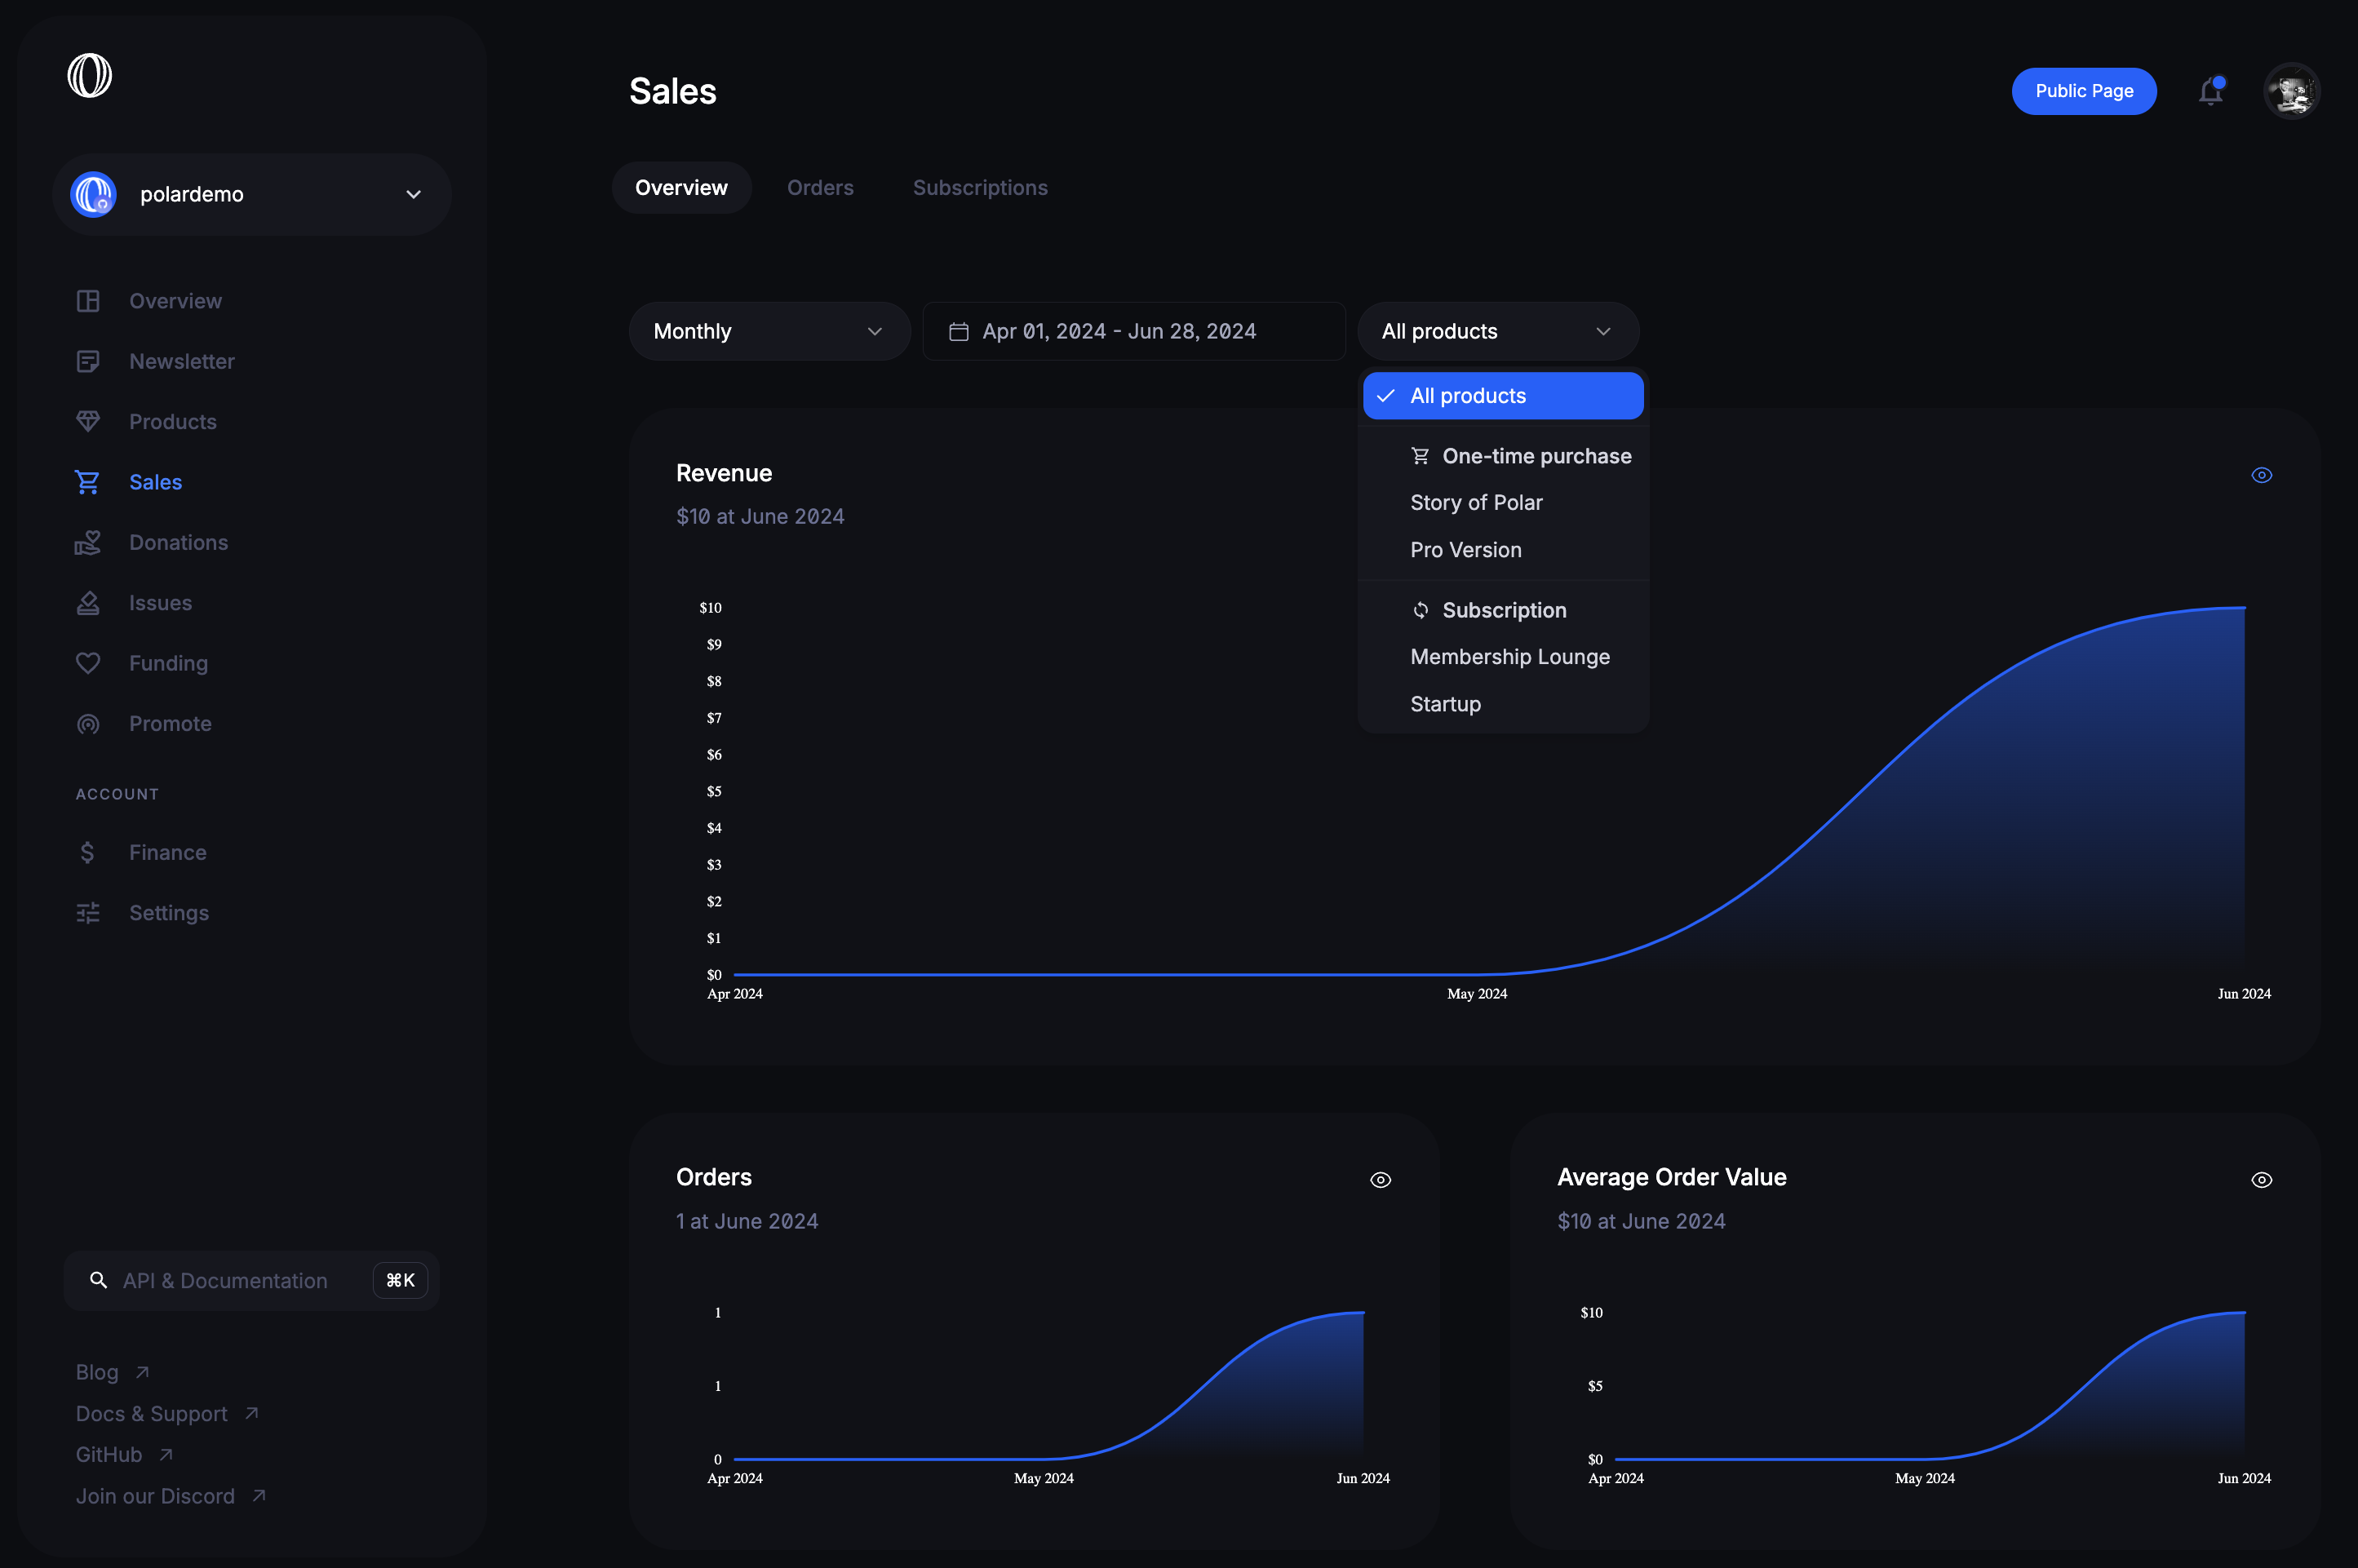 polardemo
Overview
Newsletter
Products
Sales
Donations
Issues
Funding
Promote
ACCOUNT
Finance
Settings
API & Documentation ⌘K
Blog
Docs & Support
GitHub
Join our Discord
Sales
Public Page
Overview Orders Subscriptions
Monthly Apr 01, 2024 - Jun 28, 2024 All products
All products
One-time purchase
Story of Polar
Pro Version
Subscription
Membership Lounge
Startup
Revenue
$10 at June 2024
$10
$9
$8
$7
$6
$5
$4
$3
$2
$1
$0
Apr 2024 May 2024 Jun 2024
Orders
1 at June 2024
1
1
0
Apr 2024 May 2024 Jun 2024
Average Order Value
$10 at June 2024
$10
$5
$0
Apr 2024 May 2024 Jun 2024